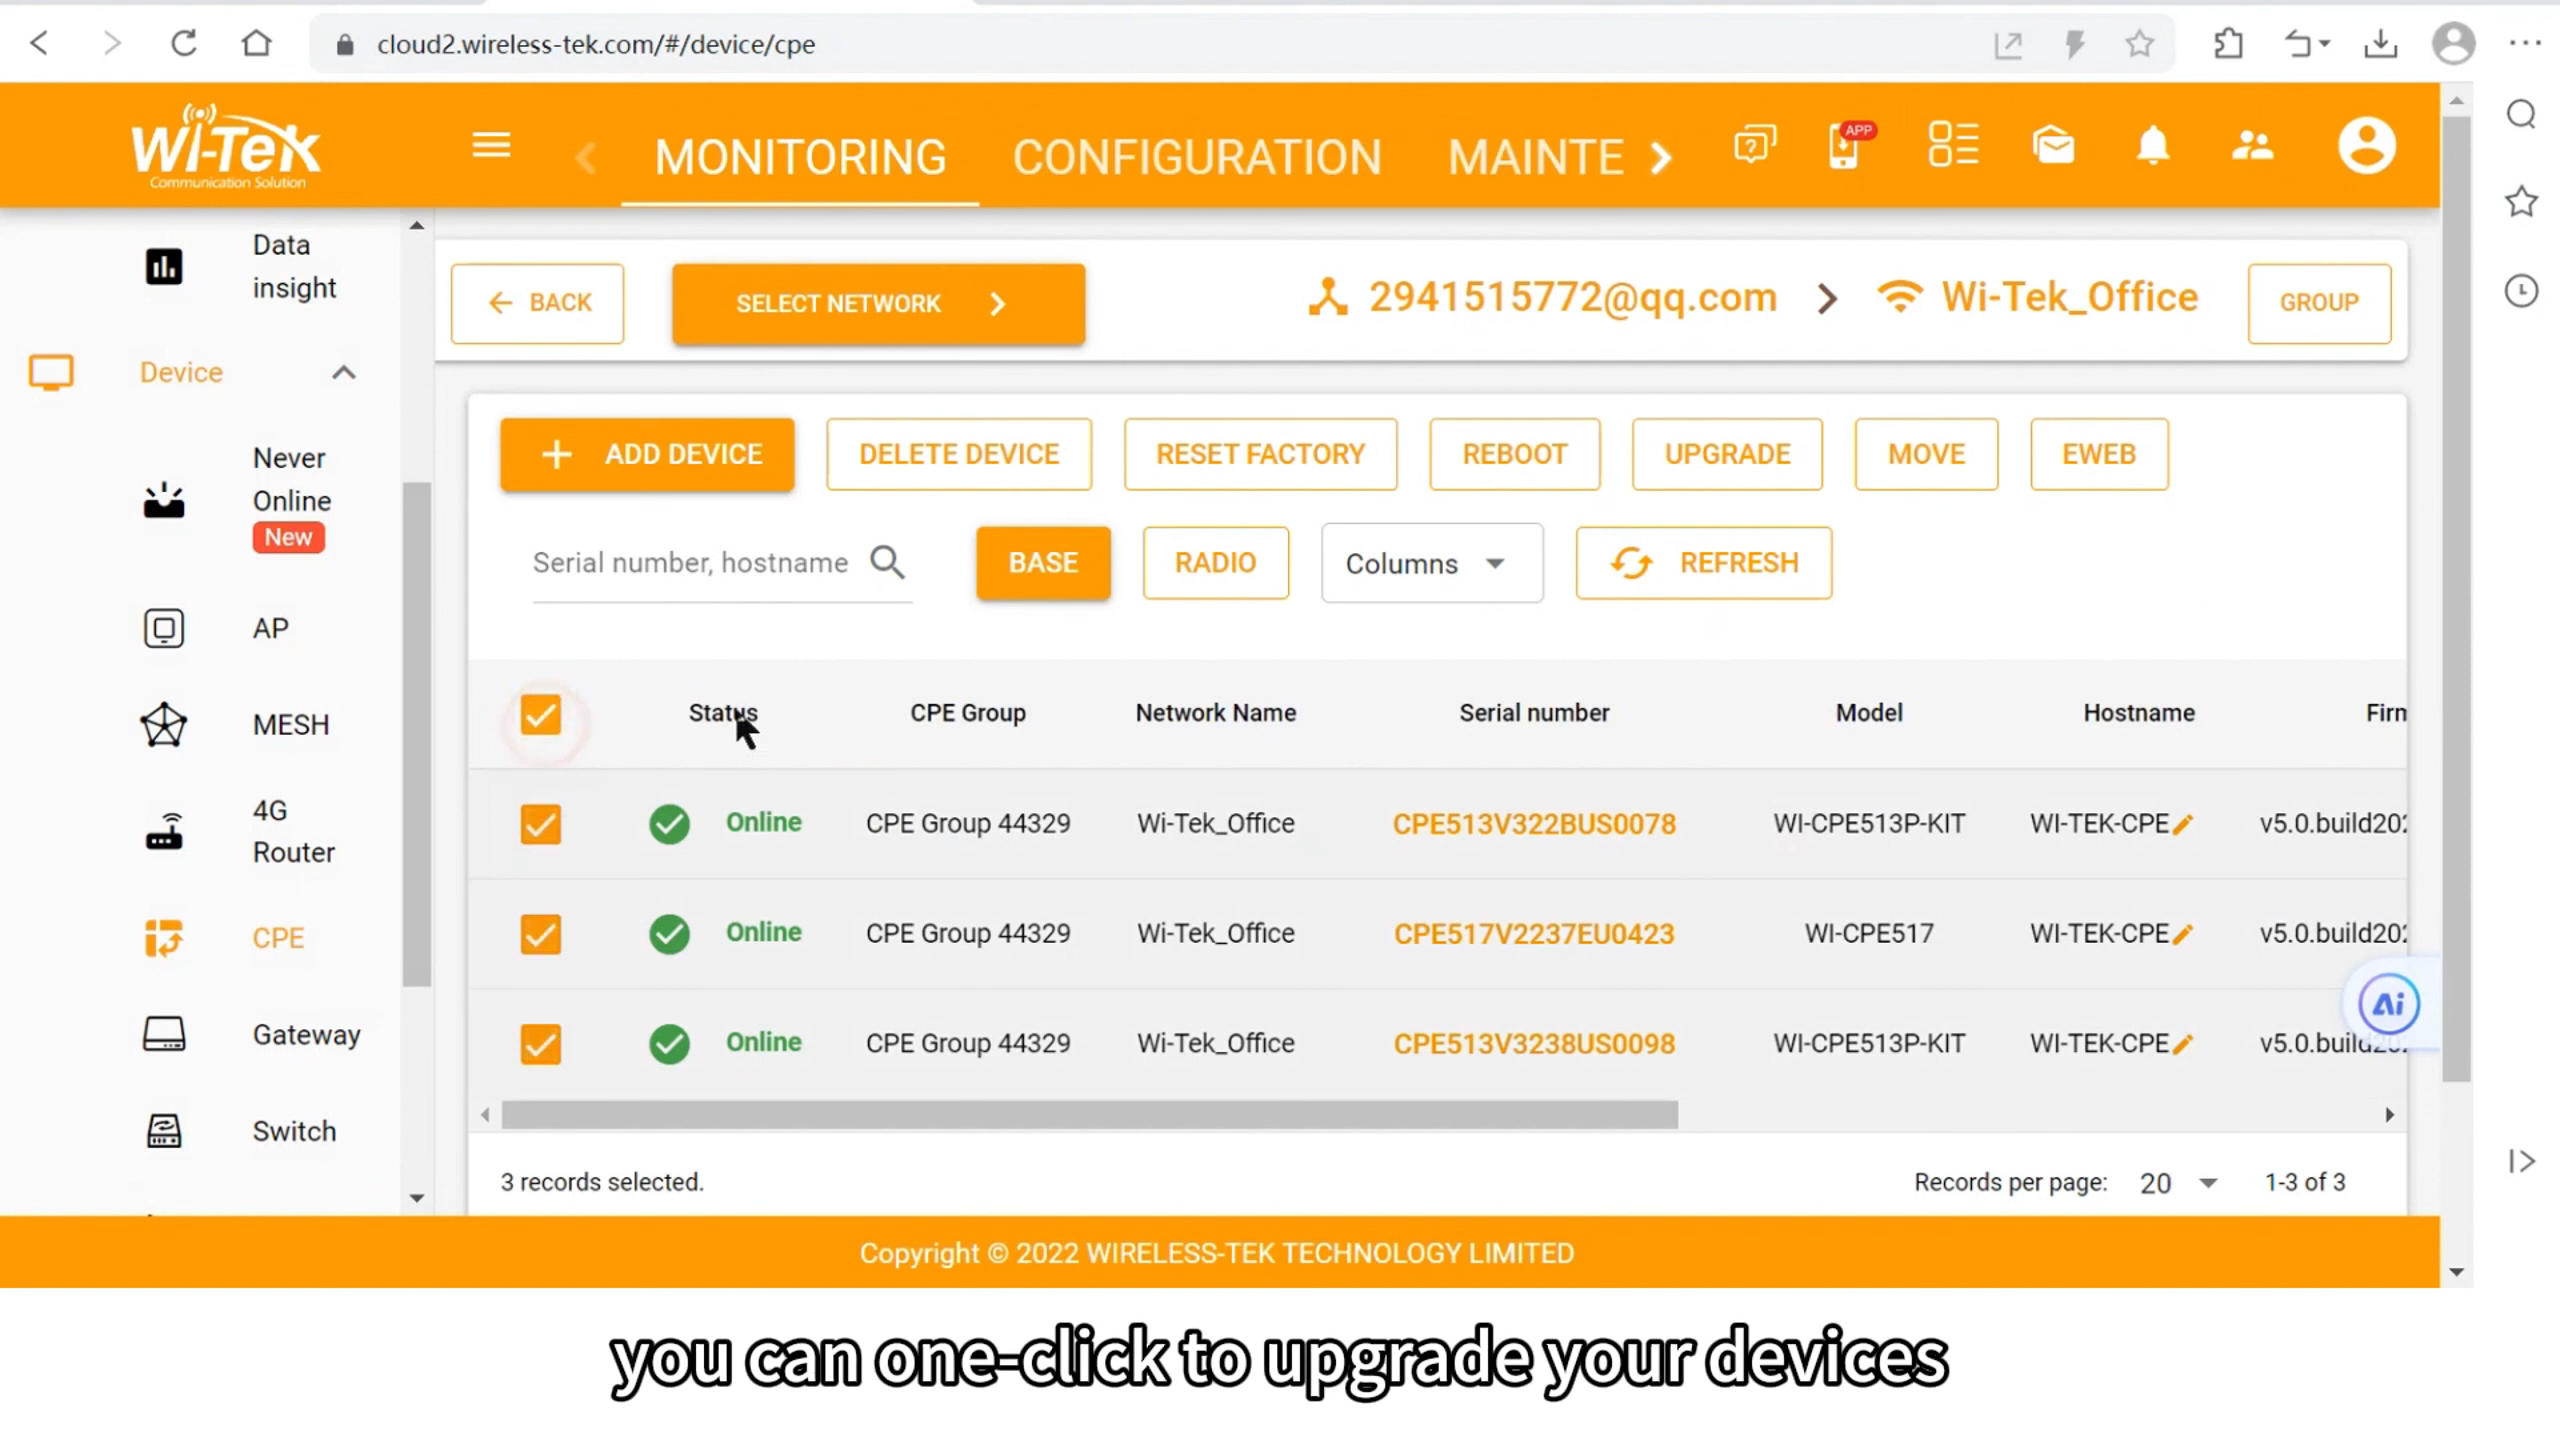 cloud2.wireless-tek.com/#/device/cpe
Wi-Tek
Communication Solution
MONITORING
CONFIGURATION
MAINTE
APP
Data
insight
Device
Never
Online
New
AP
MESH
4G
Router
CPE
Gateway
Switch
BACK
SELECT NETWORK
2941515772@qq.com
Wi-Tek_Office
GROUP
ADD DEVICE
DELETE DEVICE
RESET FACTORY
REBOOT
UPGRADE
MOVE
EWEB
Serial number, hostname
BASE
RADIO
Columns
REFRESH
Status CPE Group Network Name Serial number Model Hostname Firm
Online CPE Group 44329 Wi-Tek_Office CPE513V322BUS0078 WI-CPE513P-KIT WI-TEK-CPE v5.0.build202
Online CPE Group 44329 Wi-Tek_Office CPE517V2237EU0423 WI-CPE517 WI-TEK-CPE v5.0.build202
Online CPE Group 44329 Wi-Tek_Office CPE513V3238US0098 WI-CPE513P-KIT WI-TEK-CPE v5.0.build202
Ai
3 records selected.
Records per page: 20 1-3 of 3
Copyright © 2022 WIRELESS-TEK TECHNOLOGY LIMITED
you can one-click to upgrade your devices